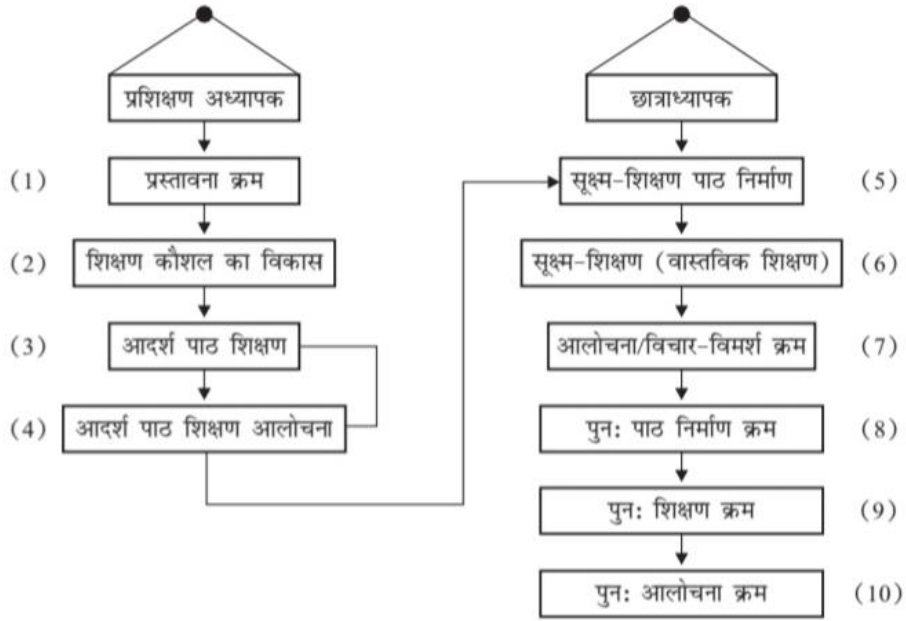 प्रशिक्षण अध्यापक
(1) प्रस्तावना क्रम
(2) शिक्षण कौशल का विकास
(3) आदर्श पाठ शिक्षण
(4) आदर्श पाठ शिक्षण आलोचना
छात्राध्यापक
सूक्ष्म-शिक्षण पाठ निर्माण (5)
सूक्ष्म-शिक्षण (वास्तविक शिक्षण) (6)
आलोचना/विचार-विमर्श क्रम (7)
पुन: पाठ निर्माण क्रम (8)
पुन: शिक्षण क्रम (9)
पुन: आलोचना क्रम (10)